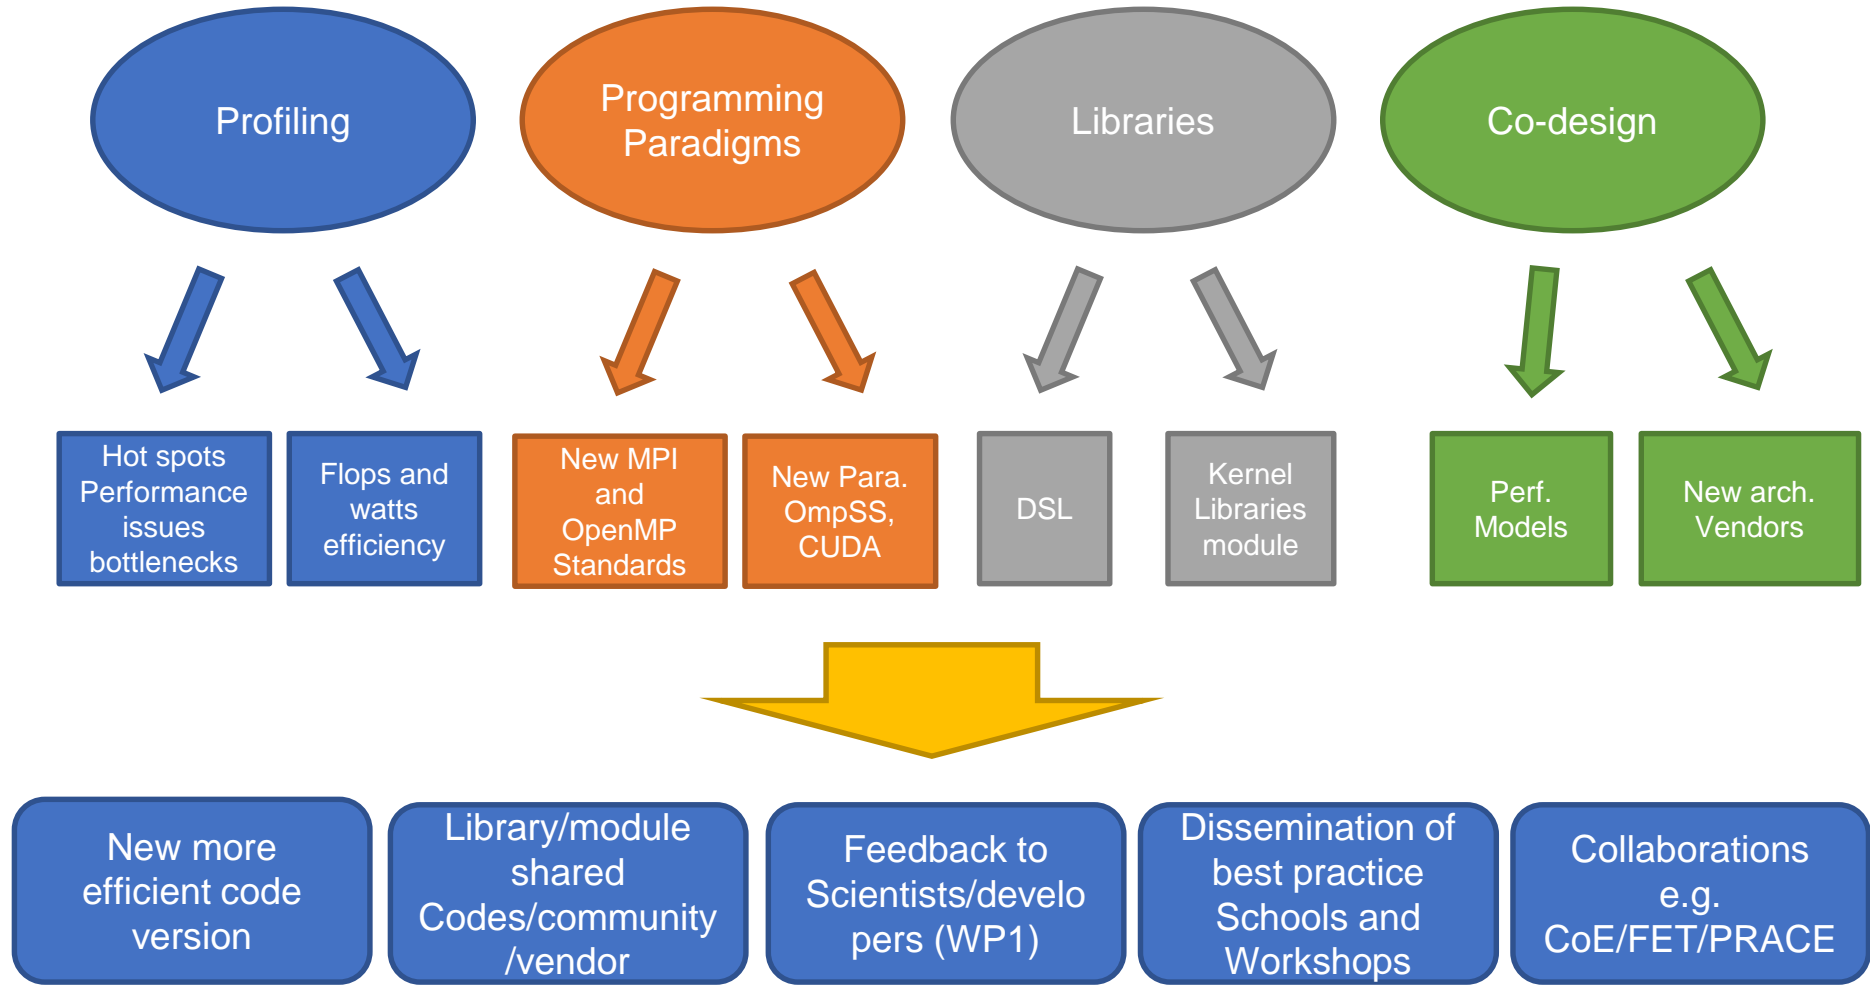 Profiling
Programming
Paradigms
Libraries
Co-design
Hot spots
Performance
issues
bottlenecks
Flops and
watts
efficiency
New MPI
and
OpenMP
Standards
New Para.
OmpSS,
CUDA
DSL
Kernel
Libraries
module
Perf.
Models
New arch.
Vendors
New more
efficient code
version
Library/module
shared
Codes/community
/vendor
Feedback to
Scientists/develo
pers (WP1)
Dissemination of
best practice
Schools and
Workshops
Collaborations
e.g.
CoE/FET/PRACE